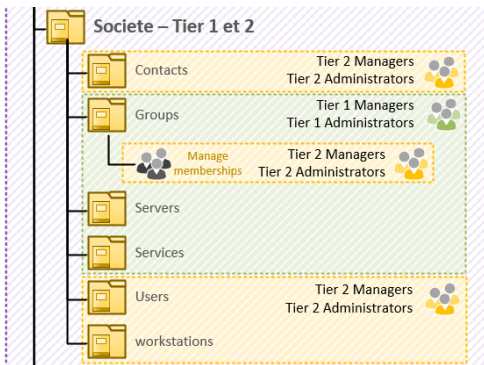 Societe – Tier 1 et 2
Contacts
Tier 2 Managers
Tier 2 Administrators
Groups
Tier 1 Managers
Tier 1 Administrators
Manage
memberships
Tier 2 Managers
Tier 2 Administrators
Servers
Services
Users
Tier 2 Managers
Tier 2 Administrators
workstations